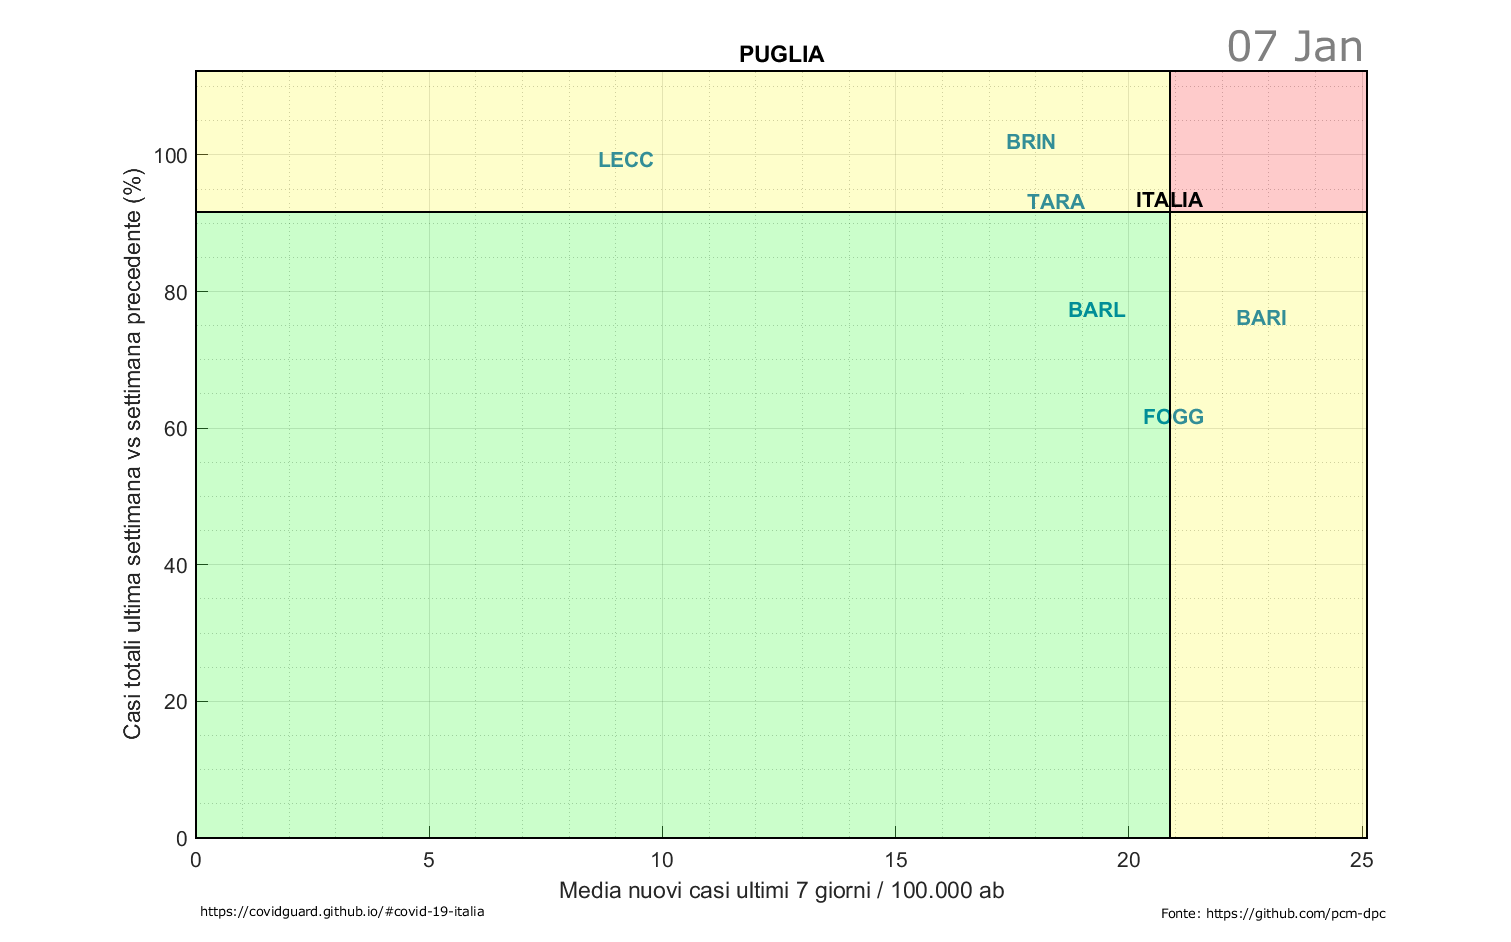 07 Jan
PUGLIA
Casi totali ultima settimana vs settimana precedente (%)
100
80
60
40
20
0
BRIN
LECC
TARA
ITALIA
BARL
BARI
FOGG
0 5 10 15 20 25
Media nuovi casi ultimi 7 giorni / 100.000 ab
https://covidguard.github.io/#covid-19-italia
Fonte: https://github.com/pcm-dpc